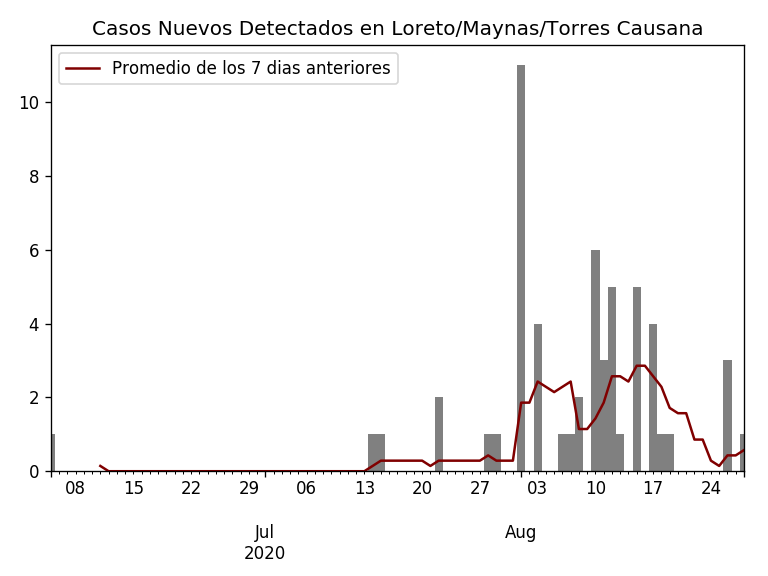 Casos Nuevos Detectados en Loreto/Maynas/Torres Causana
Promedio de los 7 dias anteriores
10
8
6
4
2
0
08 15 22 29 06 13 20 27 03 10 17 24
Jul Aug
2020